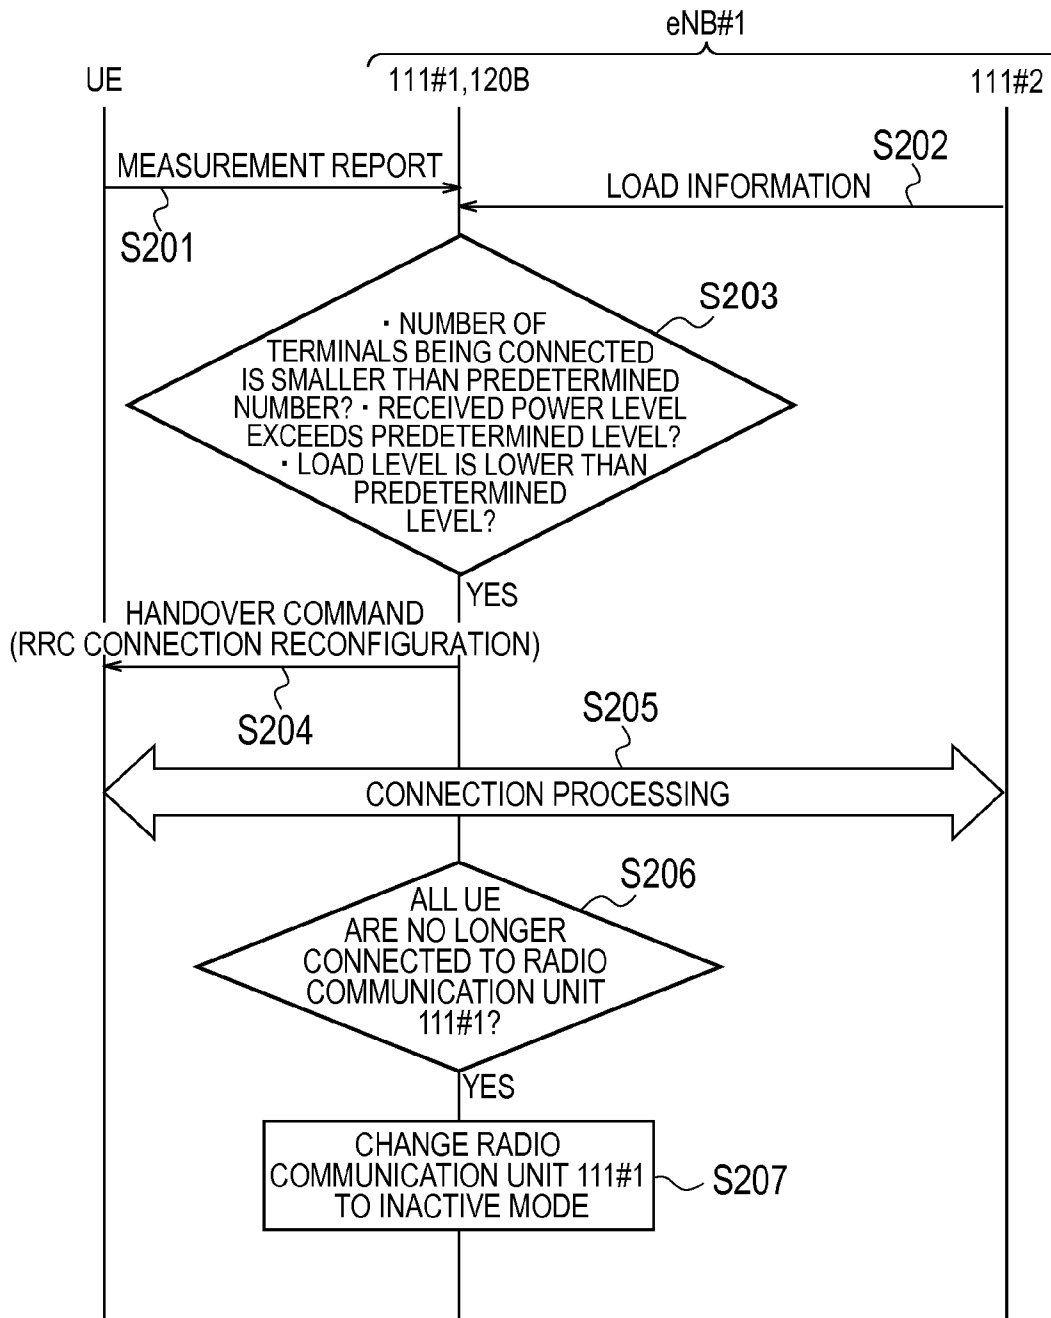 eNB#1
UE
111#1,120B
111#2
MEASUREMENT REPORT
S202
LOAD INFORMATION
S201
S203
・NUMBER OF
TERMINALS BEING CONNECTED
IS SMALLER THAN PREDETERMINED
NUMBER?・RECEIVED POWER LEVEL
EXCEEDS PREDETERMINED LEVEL?
・LOAD LEVEL IS LOWER THAN
PREDETERMINED
LEVEL?
YES
HANDOVER COMMAND
(RRC CONNECTION RECONFIGURATION)
S204
S205
CONNECTION PROCESSING
S206
ALL UE
ARE NO LONGER
CONNECTED TO RADIO
COMMUNICATION UNIT
111#1?
YES
CHANGE RADIO
COMMUNICATION UNIT 111#1
TO INACTIVE MODE
S207